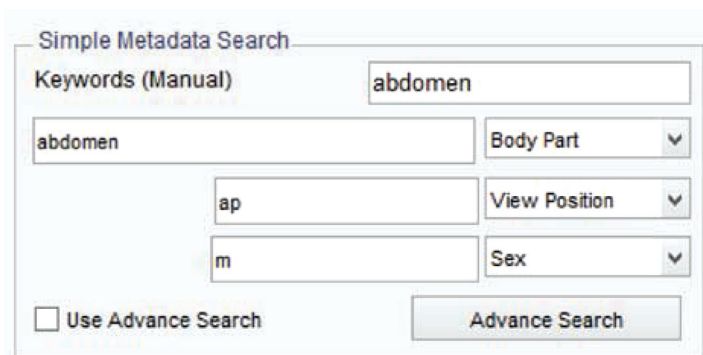 Simple Metadata Search
Keywords (Manual) abdomen
abdomen Body Part
ap View Position
m Sex
Use Advance Search Advance Search